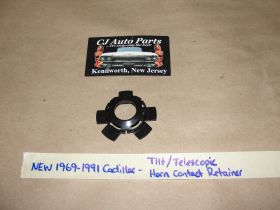 CJ Auto Parts
Kenilworth, New Jersey
NEW 1969-1991 Cadillac - Tilt/Telescopic
Horn Contact Retainer